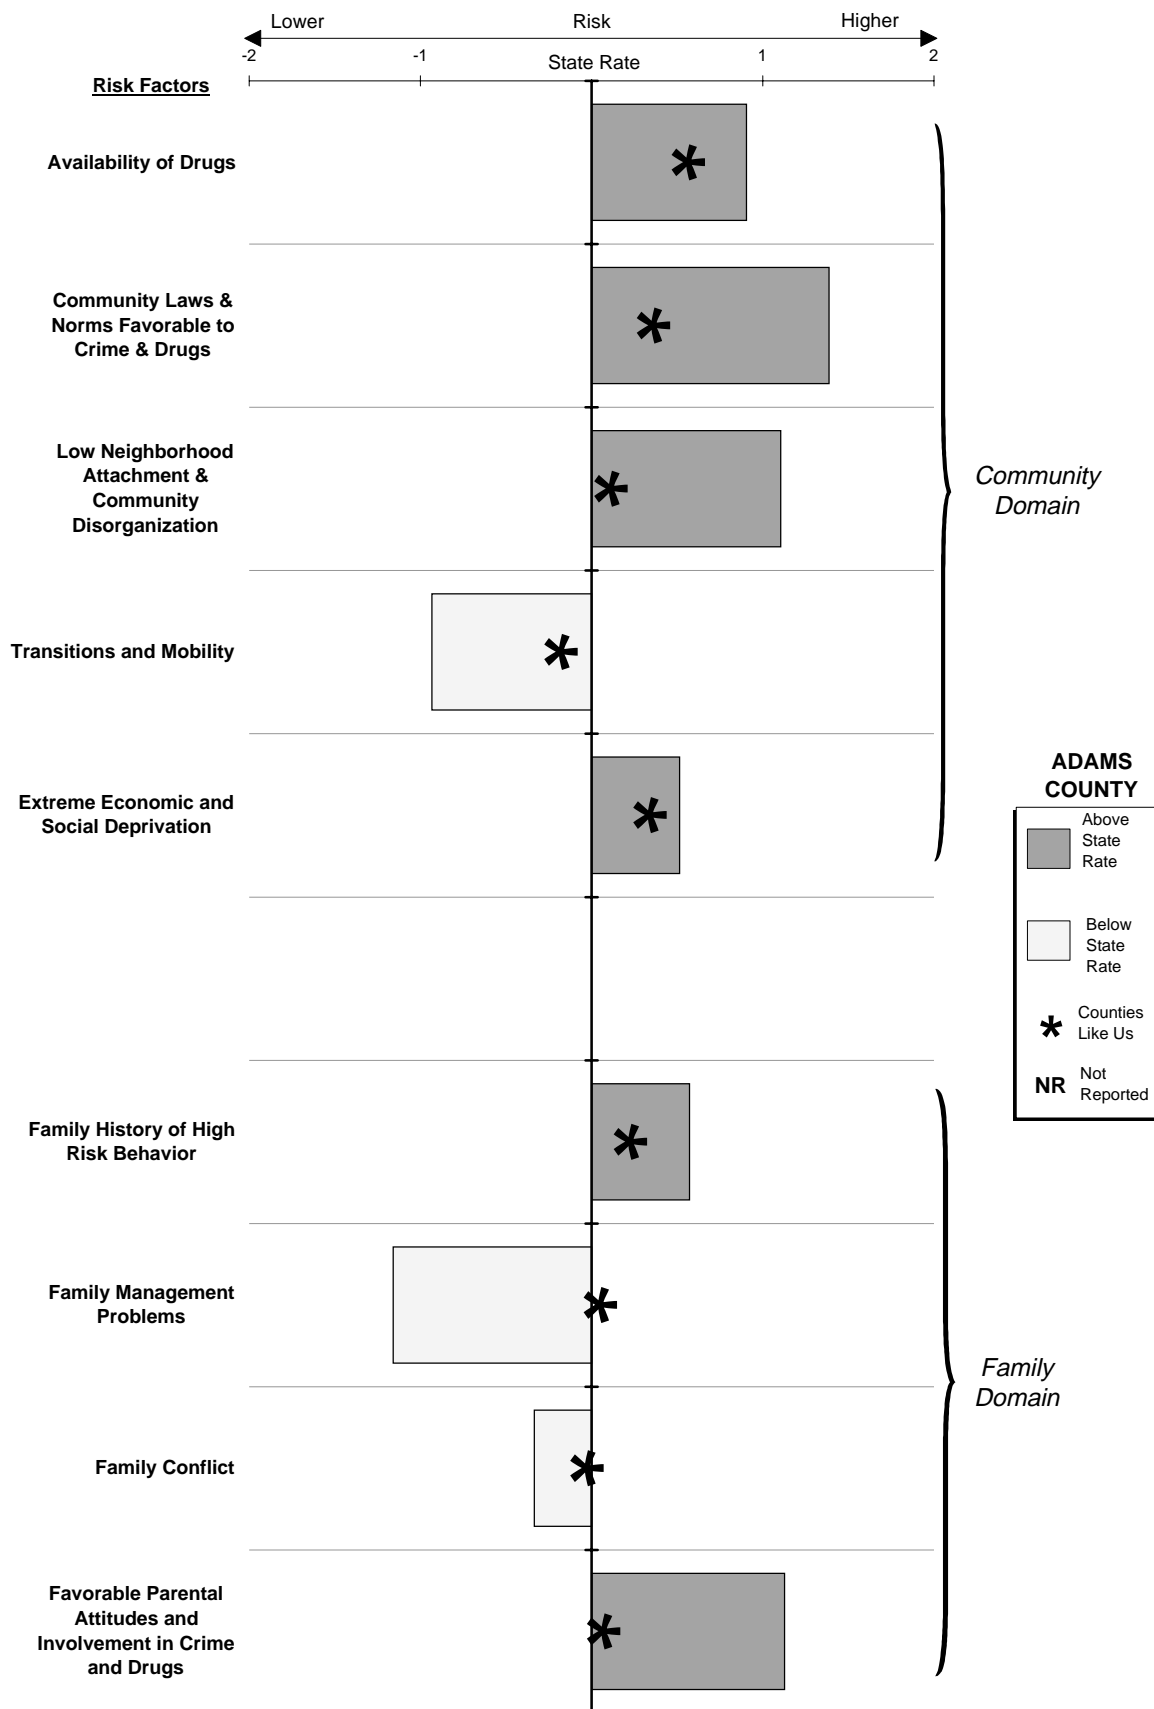 Lower Risk Higher
-2 -1 State Rate 1 2
Risk Factors
Availability of Drugs
Community Laws &
Norms Favorable to
Crime & Drugs
Low Neighborhood
Attachment &
Community
Disorganization
Community
Domain
Transitions and Mobility
Extreme Economic and
Social Deprivation
ADAMS
COUNTY
Above
State
Rate
Below
State
Rate
* Counties
Like Us
NR Not
Reported
Family History of High
Risk Behavior
Family Management
Problems
Family
Domain
Family Conflict
Favorable Parental
Attitudes and
Involvement in Crime
and Drugs